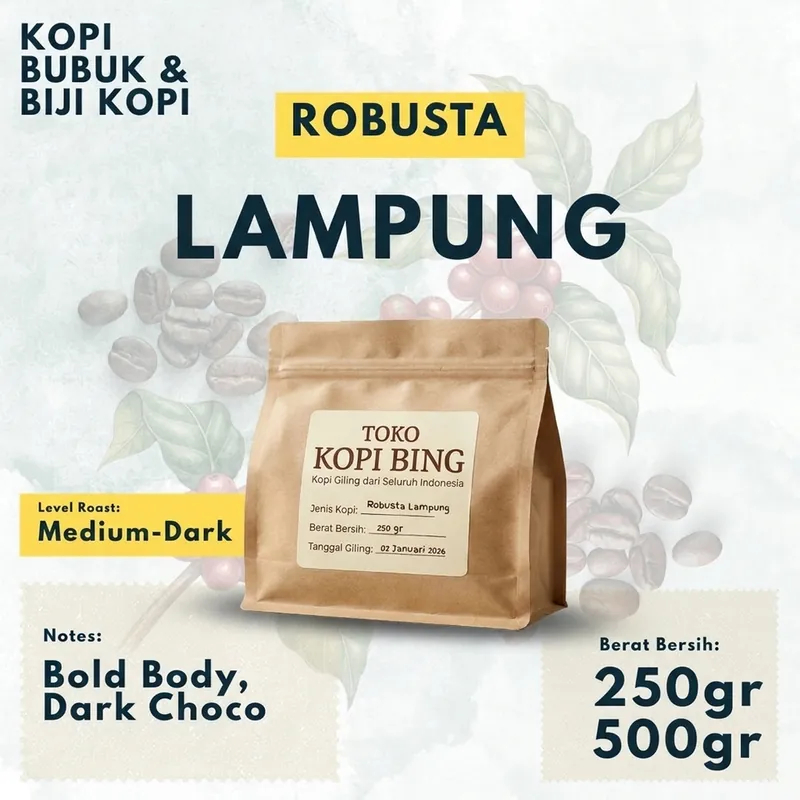 KOPI
BUBUK &
BIJI KOPI
ROBUSTA
LAMPUNG
TOKO
KOPI BING
Kopi Giling dari Seluruh Indonesia
Jenis Kopi: Robusta Lampung
Berat Bersih: 250 gr
Tanggal Giling: 02 Januari 2026
Level Roast:
Medium-Dark
Notes:
Bold Body,
Dark Choco
Berat Bersih:
250gr
500gr